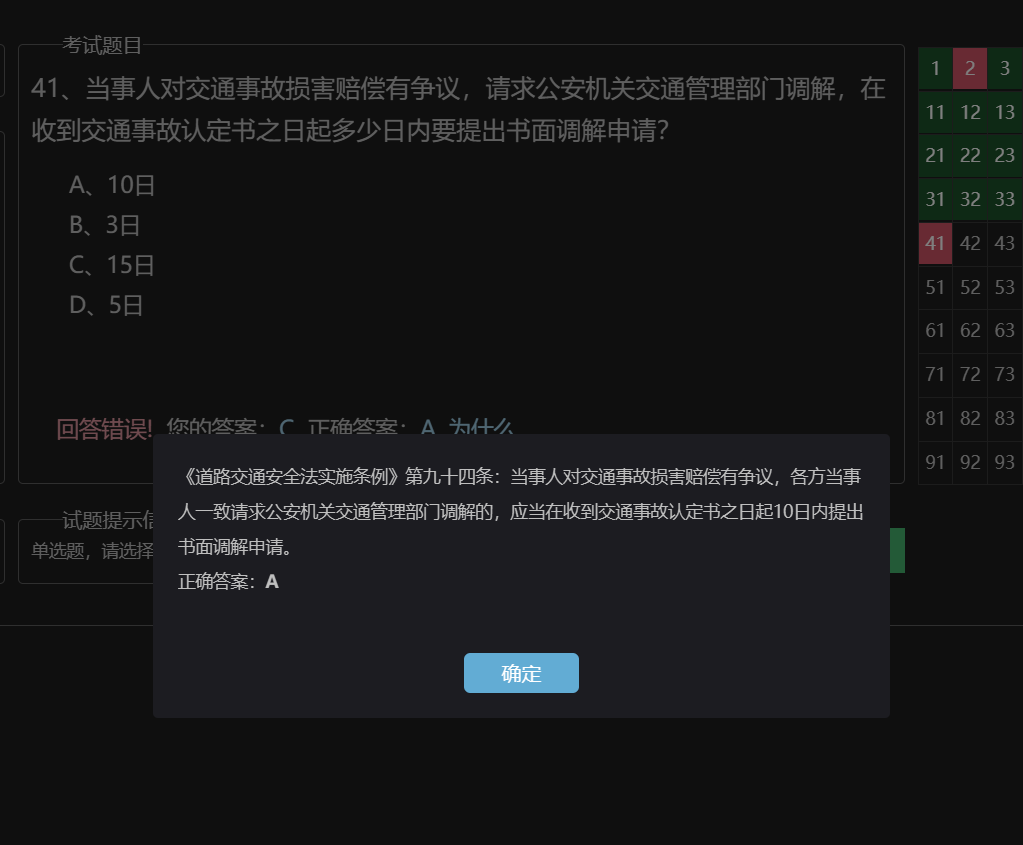 考试题目
41、当事人对交通事故损害赔偿有争议，请求公安机关交通管理部门调解，在
收到交通事故认定书之日起多少日内要提出书面调解申请？
A、10日
B、3日
C、15日
D、5日
回答错误! 您的答案：C 正确答案：A 为什么
《道路交通安全法实施条例》第九十四条：当事人对交通事故损害赔偿有争议，各方当事
人一致请求公安机关交通管理部门调解的，应当在收到交通事故认定书之日起10日内提出
书面调解申请。
正确答案：A
确定
试题提示信
单选题，请选择
1 2 3
11 12 13
21 22 23
31 32 33
41 42 43
51 52 53
61 62 63
71 72 73
81 82 83
91 92 93